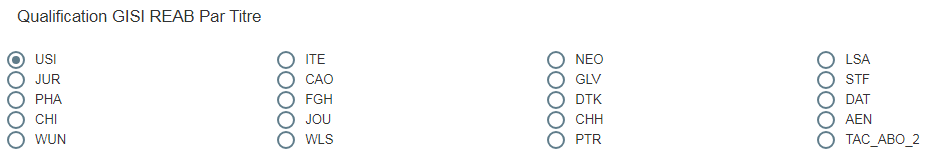 Qualification GISI REAB Par Titre
USI ITE NEO LSA
JUR CAO GLV STF
PHA FGH DTK DAT
CHI JOU CHH AEN
WUN WLS PTR TAC_ABO_2